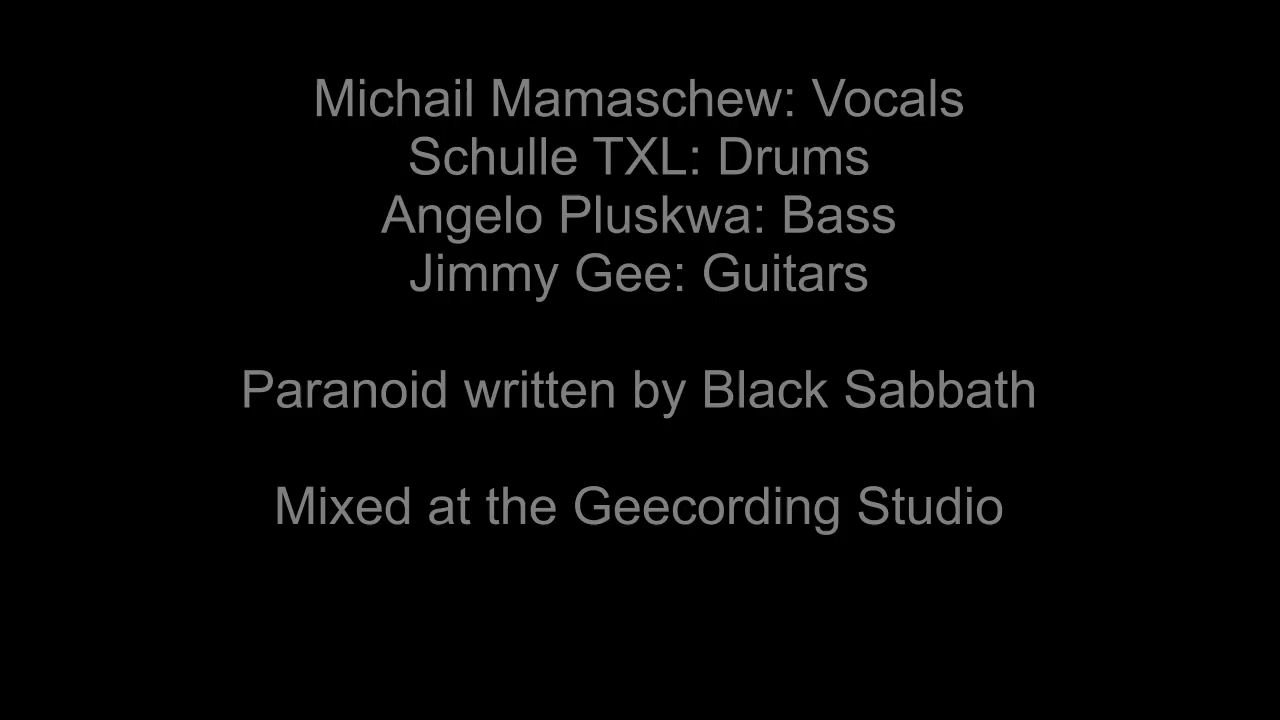 Michail Mamaschew: Vocals
Schulle TXL: Drums
Angelo Pluskwa: Bass
Jimmy Gee: Guitars
Paranoid written by Black Sabbath
Mixed at the Geecording Studio